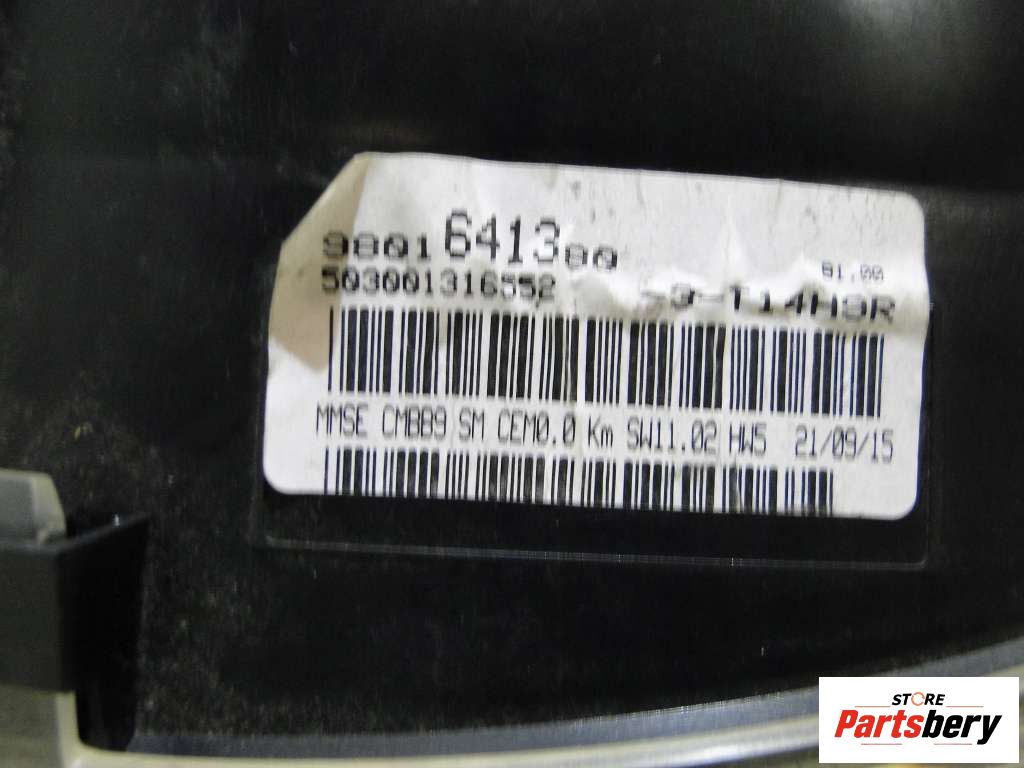 9801641380
81.00
503001316552
MMSE CMBB9 SM CEM0.0 Km SW11.02 HW5 21/09/15
STORE
Partsbery